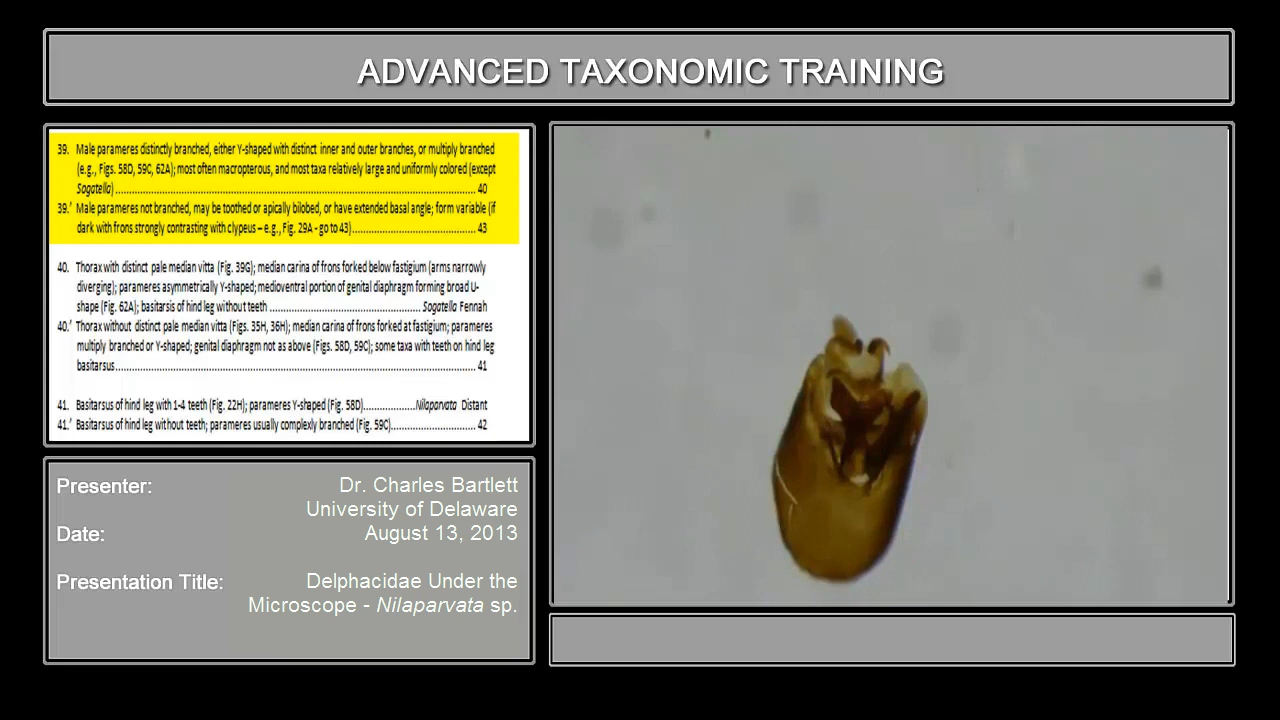 ADVANCED TAXONOMIC TRAINING
39. Male parameres distinctly branched, either Y-shaped with distinct inner and outer branches, or multiply branched
(e.g., Figs. 58D, 59C, 62A); most often macropterous, and most taxa relatively large and uniformly colored (except
Sogatella) .......... 40
39.' Male parameres not branched, may be toothed or apically bilobed, or have extended basal angle; form variable (if
dark with frons strongly contrasting with clypeus – e.g., Fig. 29A - go to 43) .......... 43
40. Thorax with distinct pale median vitta (Fig. 39G); median carina of frons forked below fastigium (arms narrowly
diverging); parameres asymmetrically Y-shaped; medioventral portion of genital diaphragm forming broad U-
shape (Fig. 62A); basitarsis of hind leg without teeth .......... Sogatella Fennah
40.' Thorax without distinct pale median vitta (Figs. 35H, 36H); median carina of frons forked at fastigium; parameres
multiply branched or Y-shaped; genital diaphragm not as above (Figs. 58D, 59C); some taxa with teeth on hind leg
basitarsus .......... 41
41. Basitarsus of hind leg with 1-4 teeth (Fig. 22H); parameres Y-shaped (Fig. 58D) .......... Nilaparvata Distant
41.' Basitarsus of hind leg without teeth; parameres usually complexly branched (Fig. 59C) .......... 42
Presenter: Dr. Charles Bartlett
University of Delaware
Date: August 13, 2013
Presentation Title: Delphacidae Under the
Microscope - Nilaparvata sp.